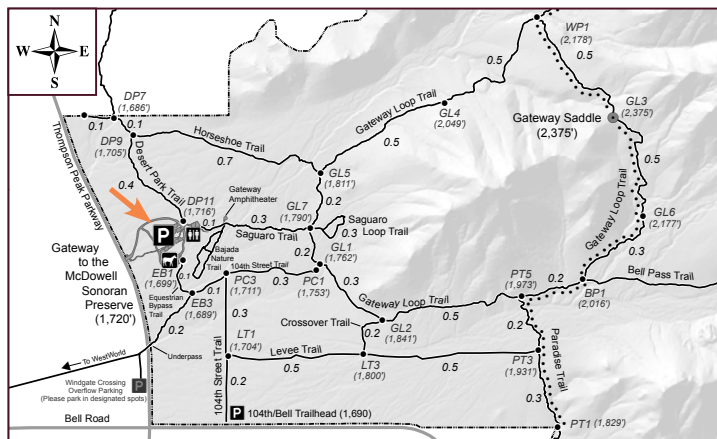 N
W E
S
WP1
(2,178')
DP7
(1,686')
0.5
0.5
GL3
(2,375')
Gateway Saddle
(2,375')
GL4
(2,049')
Gateway Loop Trail
0.1
0.1
DP9
(1,705')
Horseshoe Trail
0.7
0.5
0.5
Thompson Peak Parkway
Desert Park Trail
0.4
GL5
(1,811')
DP11
(1,716')
Gateway
Amphitheater
GL7
(1,790')
0.2
Saguaro
Loop Trail
0.3
Gateway Loop Trail
GL6
(2,177')
0.1
0.3
Saguaro Trail
P
Bajada
Nature
Trail
Gateway
to the
McDowell
Sonoran
Preserve
(1,720')
EB1
(1,699')
0.1
104th Street Trail
0.2
GL1
(1,762')
0.3
Bell Pass Trail
PT5
(1,973')
0.2
BP1
(2,016')
Equestrian
Bypass
Trail
EB3
(1,689')
0.1
PC3
(1,711')
0.3
PC1
(1,753')
Gateway Loop Trail
0.5
0.3
Crossover Trail
0.2
GL2
(1,841')
0.2
0.2
LT1
(1,704')
Levee Trail
0.5
LT3
(1,800')
0.5
PT3
(1,931')
Paradise Trail
To WestWorld
Underpass
104th Street Trail
0.2
0.3
P
Windgate Crossing
Overflow Parking
(Please park in designated spots)
Bell Road
P 104th/Bell Trailhead (1,690)
PT1 (1,829')